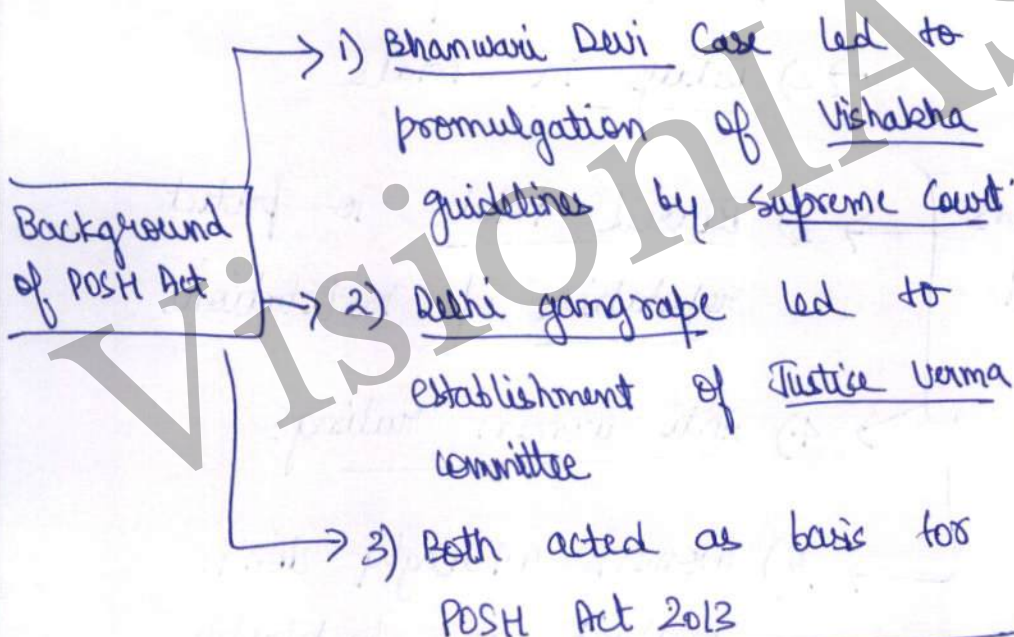 Background
of POSH Act
→ 1) Bhanwari Devi Case led to
promulgation of Vishakha
guidelines by Supreme Court
→ 2) Delhi gangrape led to
establishment of Justice Verma
committee
→ 3) Both acted as basis for
POSH Act 2013
VisionIAS